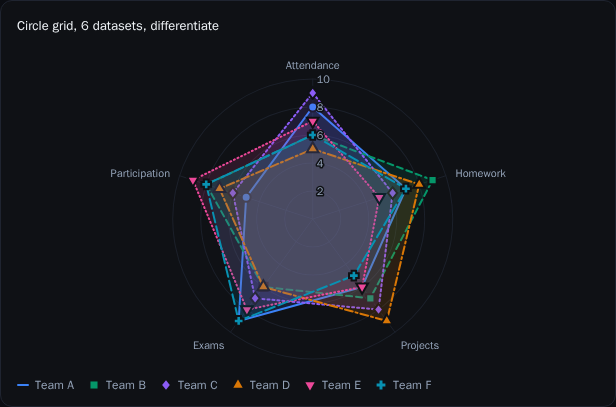 Circle grid, 6 datasets, differentiate
Attendance
10
8
6
4
2
Participation
Homework
Exams
Projects
Team A Team B Team C Team D Team E Team F